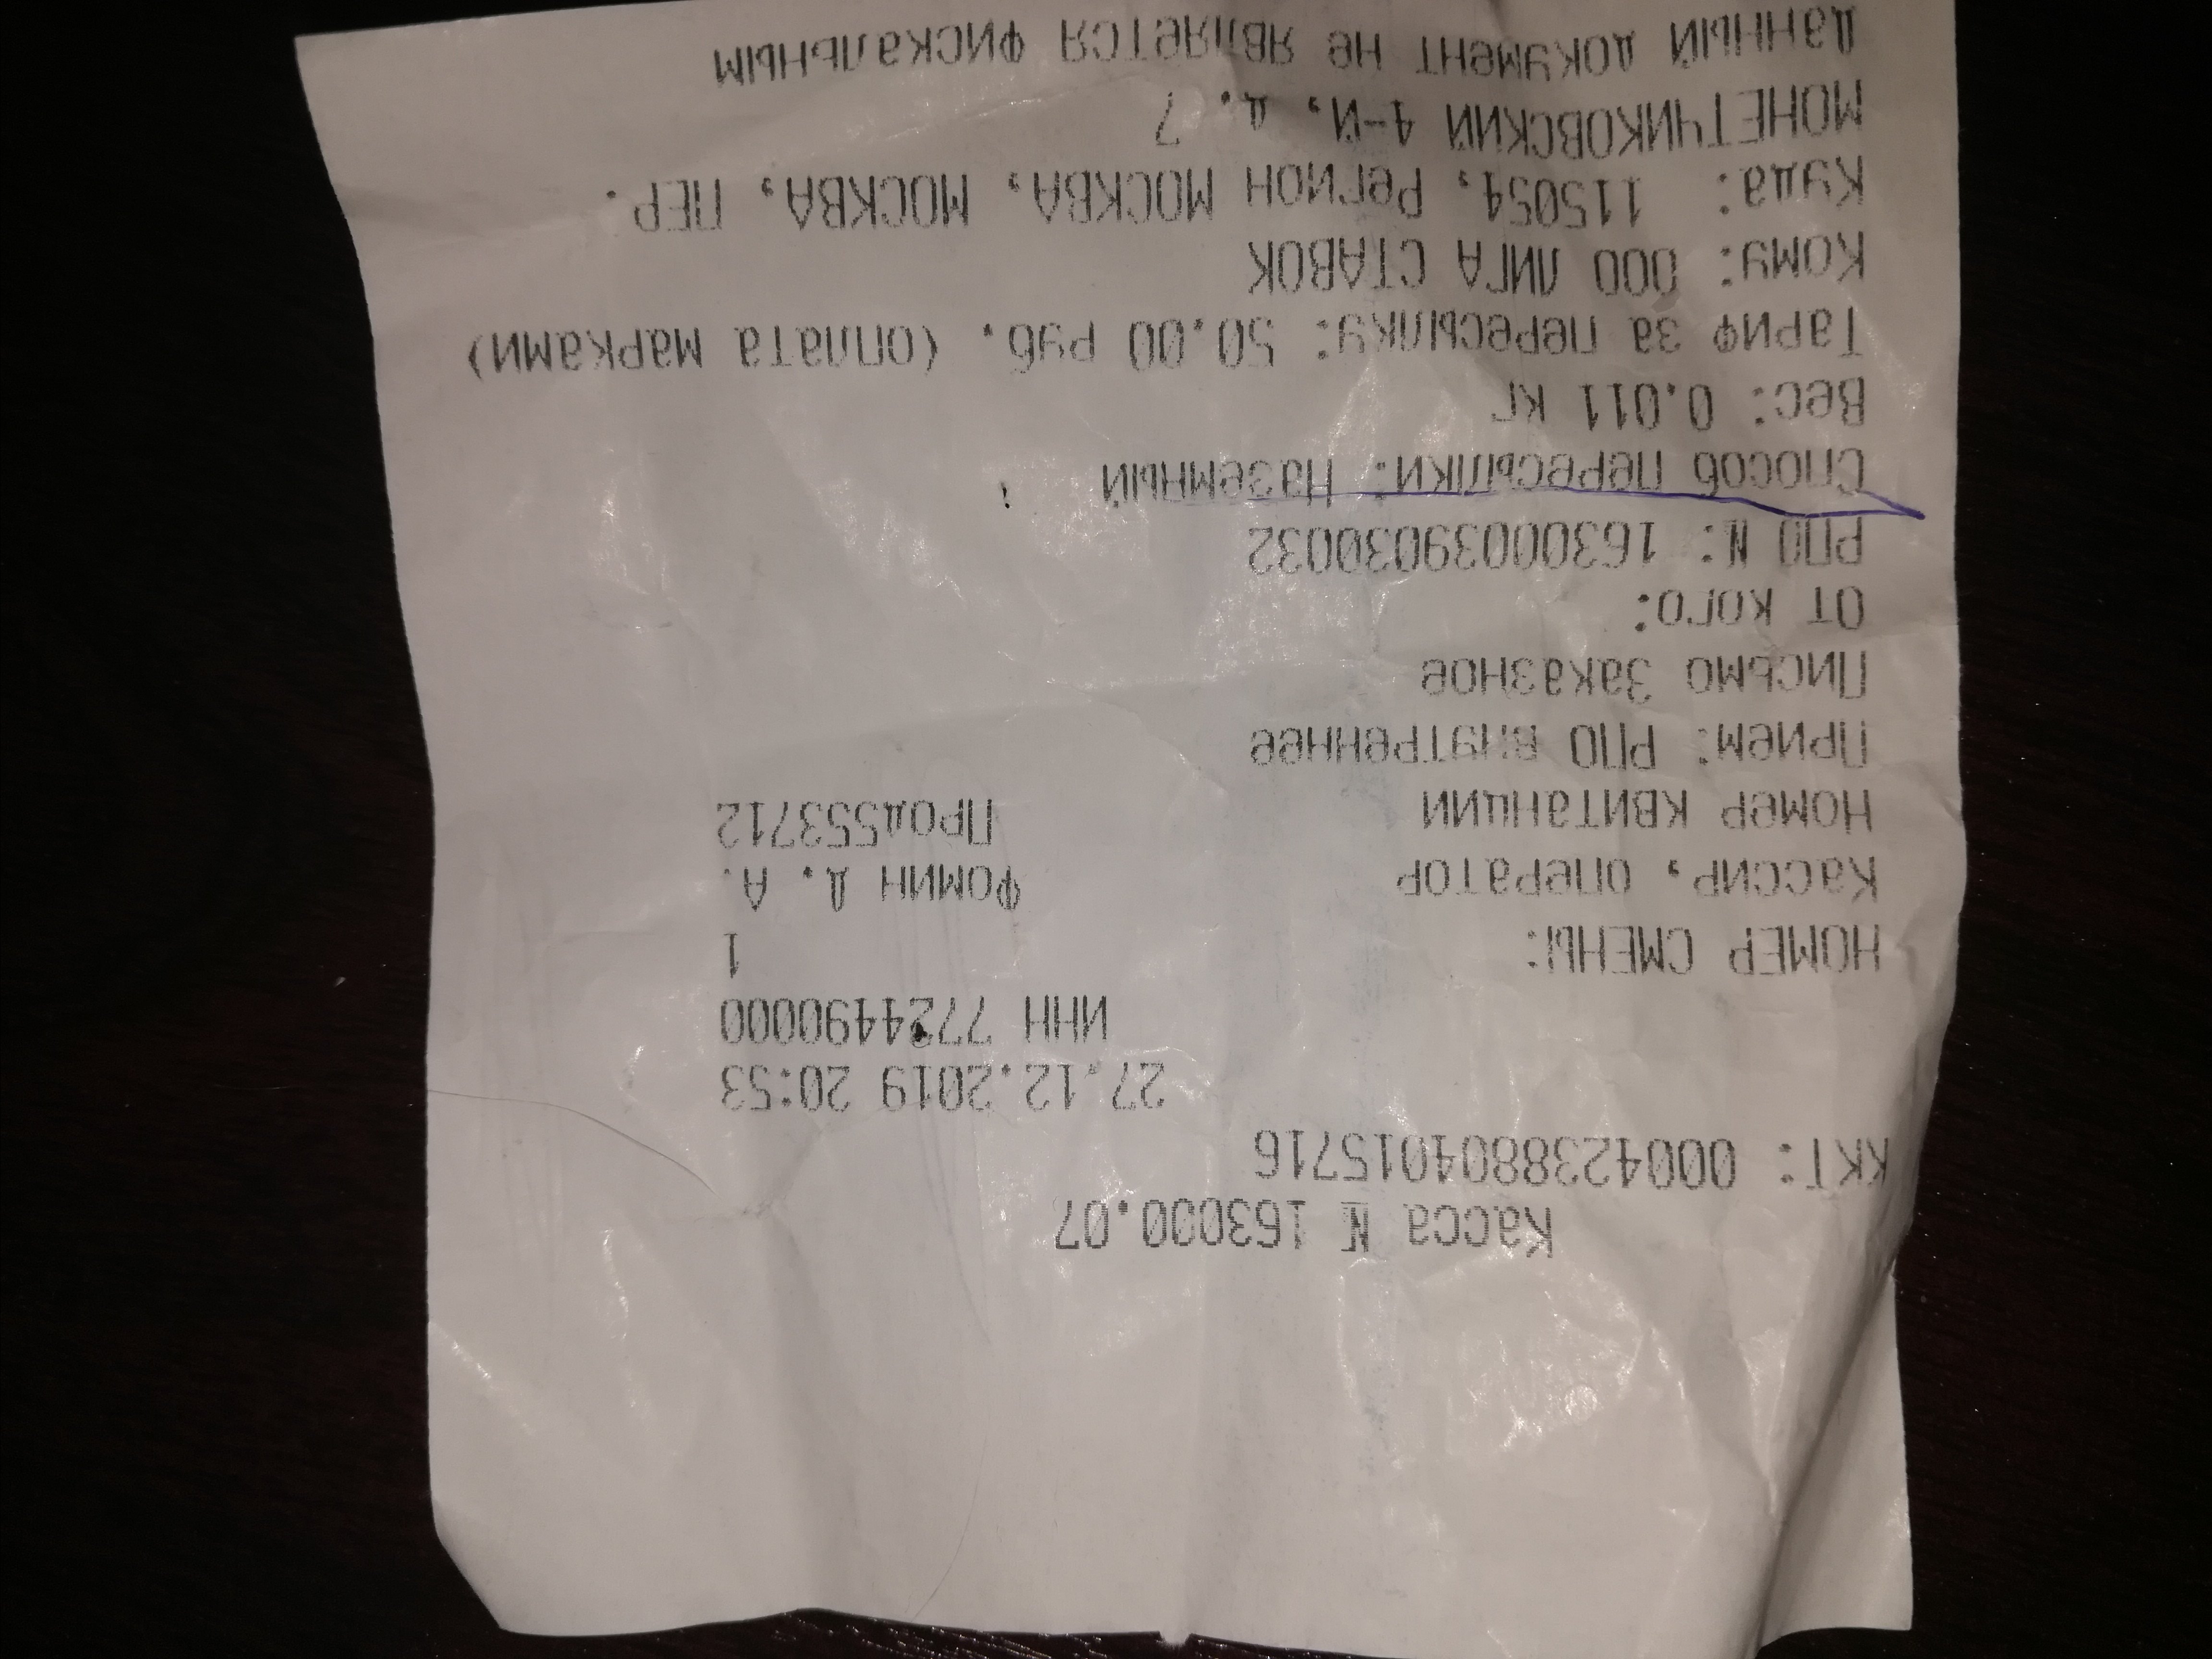 Касса № 163000.07
ККТ: 0004238804015716
27.12.2019 20:53
ИНН 7724490000
НОМЕР СМЕНЫ: 1
Кассир, оператор Фомин Д. А.
Номер квитанции Прод553712
Прием: РПО внутреннее
Письмо Заказное
От кого:
РПО №: 16300039030032
Способ пересылки: Наземный
Вес: 0.011 кг
Тариф за пересылку: 50.00 руб. (оплата марками)
Кому: ООО ЛИГА СТАВОК
Куда: 115054, Регион МОСКВА, МОСКВА, ПЕР.
МОНЕТЧИКОВСКИЙ 4-Й, д. 7
Данный документ не является фискальным